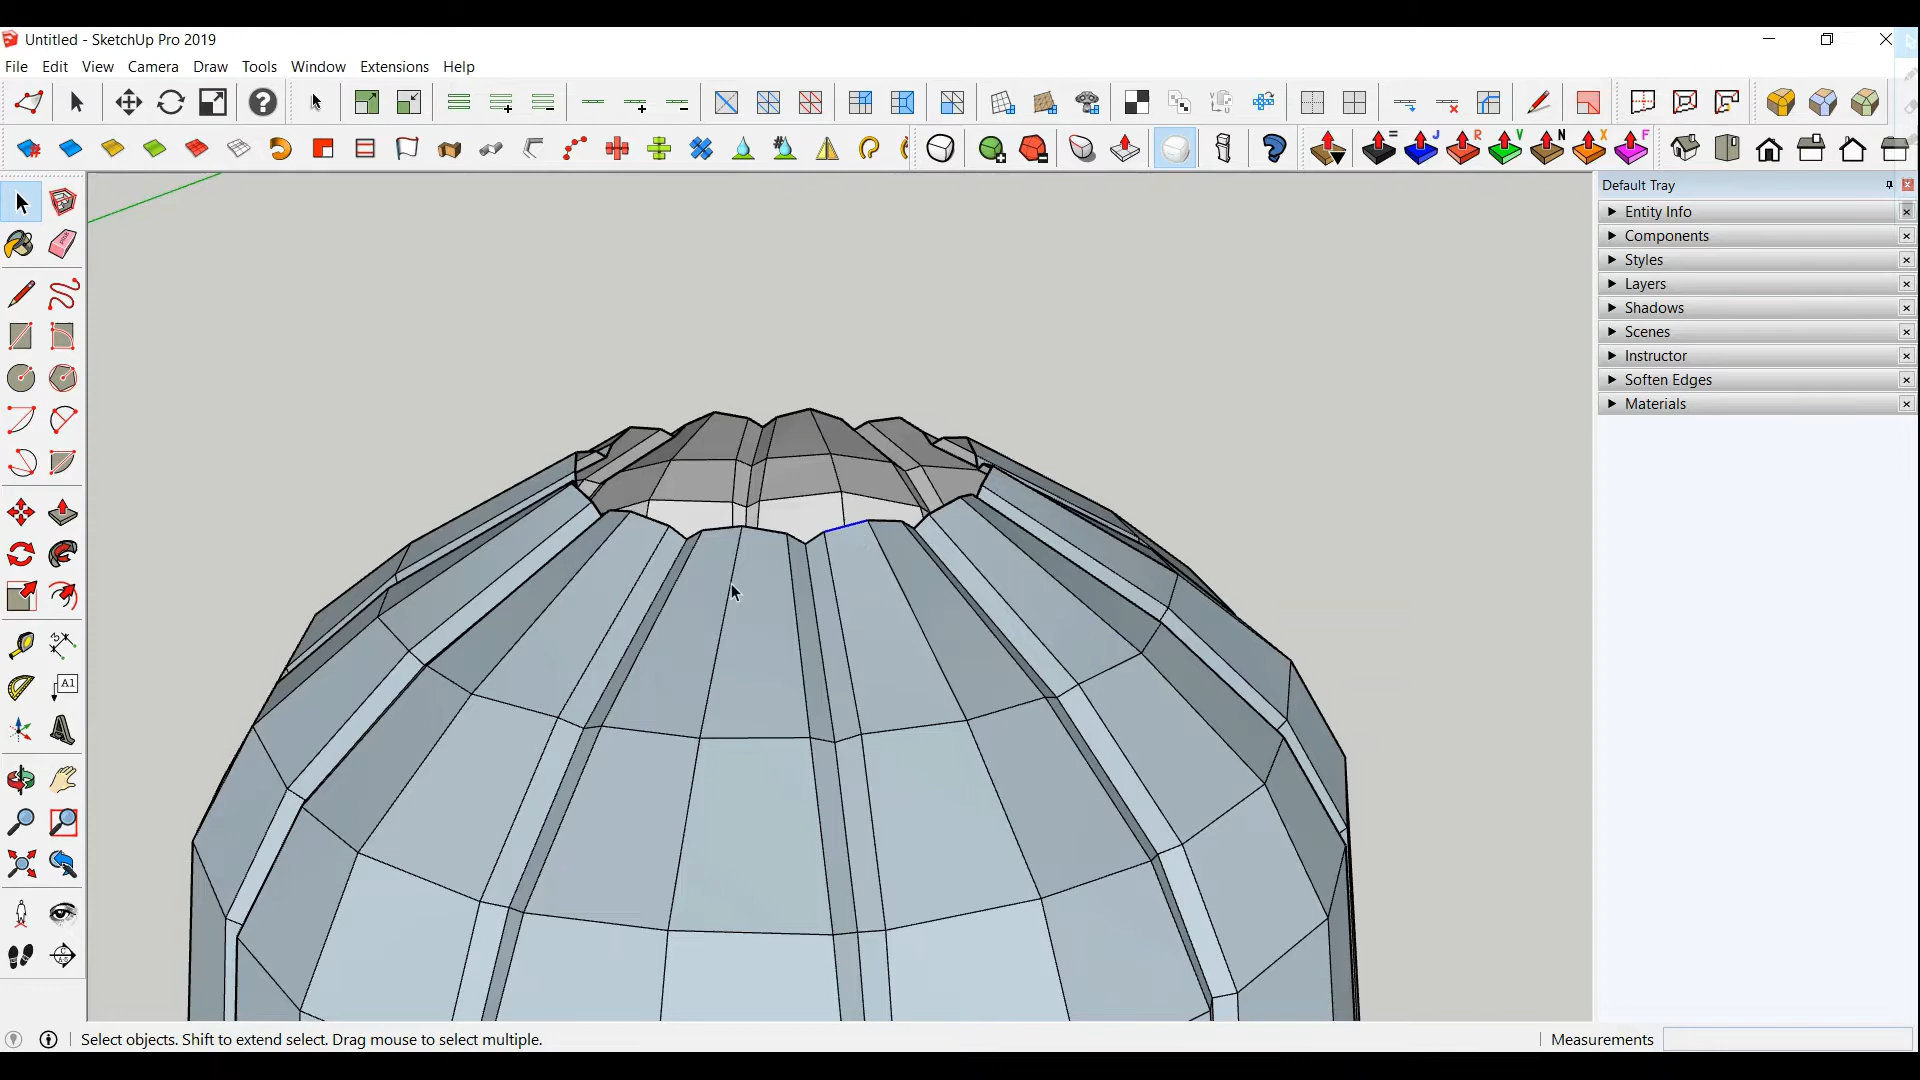 Untitled - SketchUp Pro 2019
File Edit View Camera Draw Tools Window Extensions Help
= J R V N X F
Default Tray
Entity Info
Components
Styles
Layers
Shadows
Scenes
Instructor
Soften Edges
Materials
A1
Select objects. Shift to extend select. Drag mouse to select multiple.
Measurements